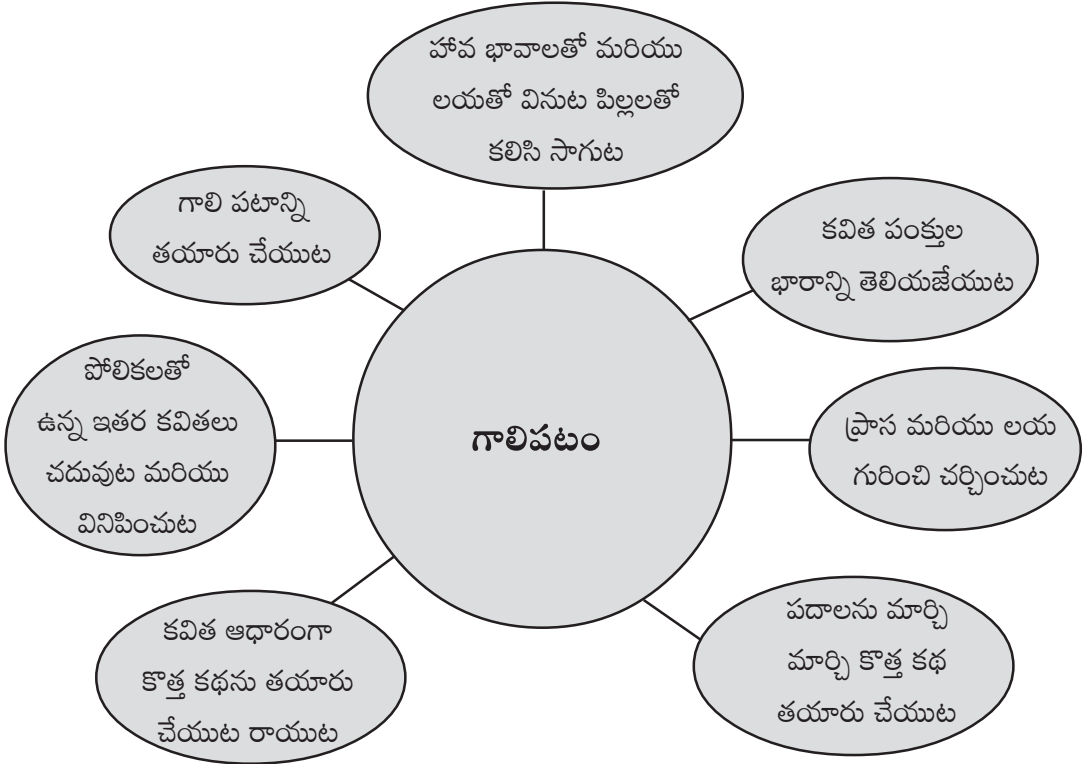 హావ భావాలతో మరియు
లయతో వినుట పిల్లలతో
కలిసి సాగుట
గాలి పటాన్ని
తయారు చేయుట
కవిత పంక్తుల
భారాన్ని తెలియజేయుట
పోలికలతో
ఉన్న ఇతర కవితలు
చదువుట మరియు
వినిపించుట
గాలిపటం
ప్రాస మరియు లయ
గురించి చర్చించుట
కవిత ఆధారంగా
కొత్త కథను తయారు
చేయుట రాయుట
పదాలను మార్చి
మార్చి కొత్త కథ
తయారు చేయుట